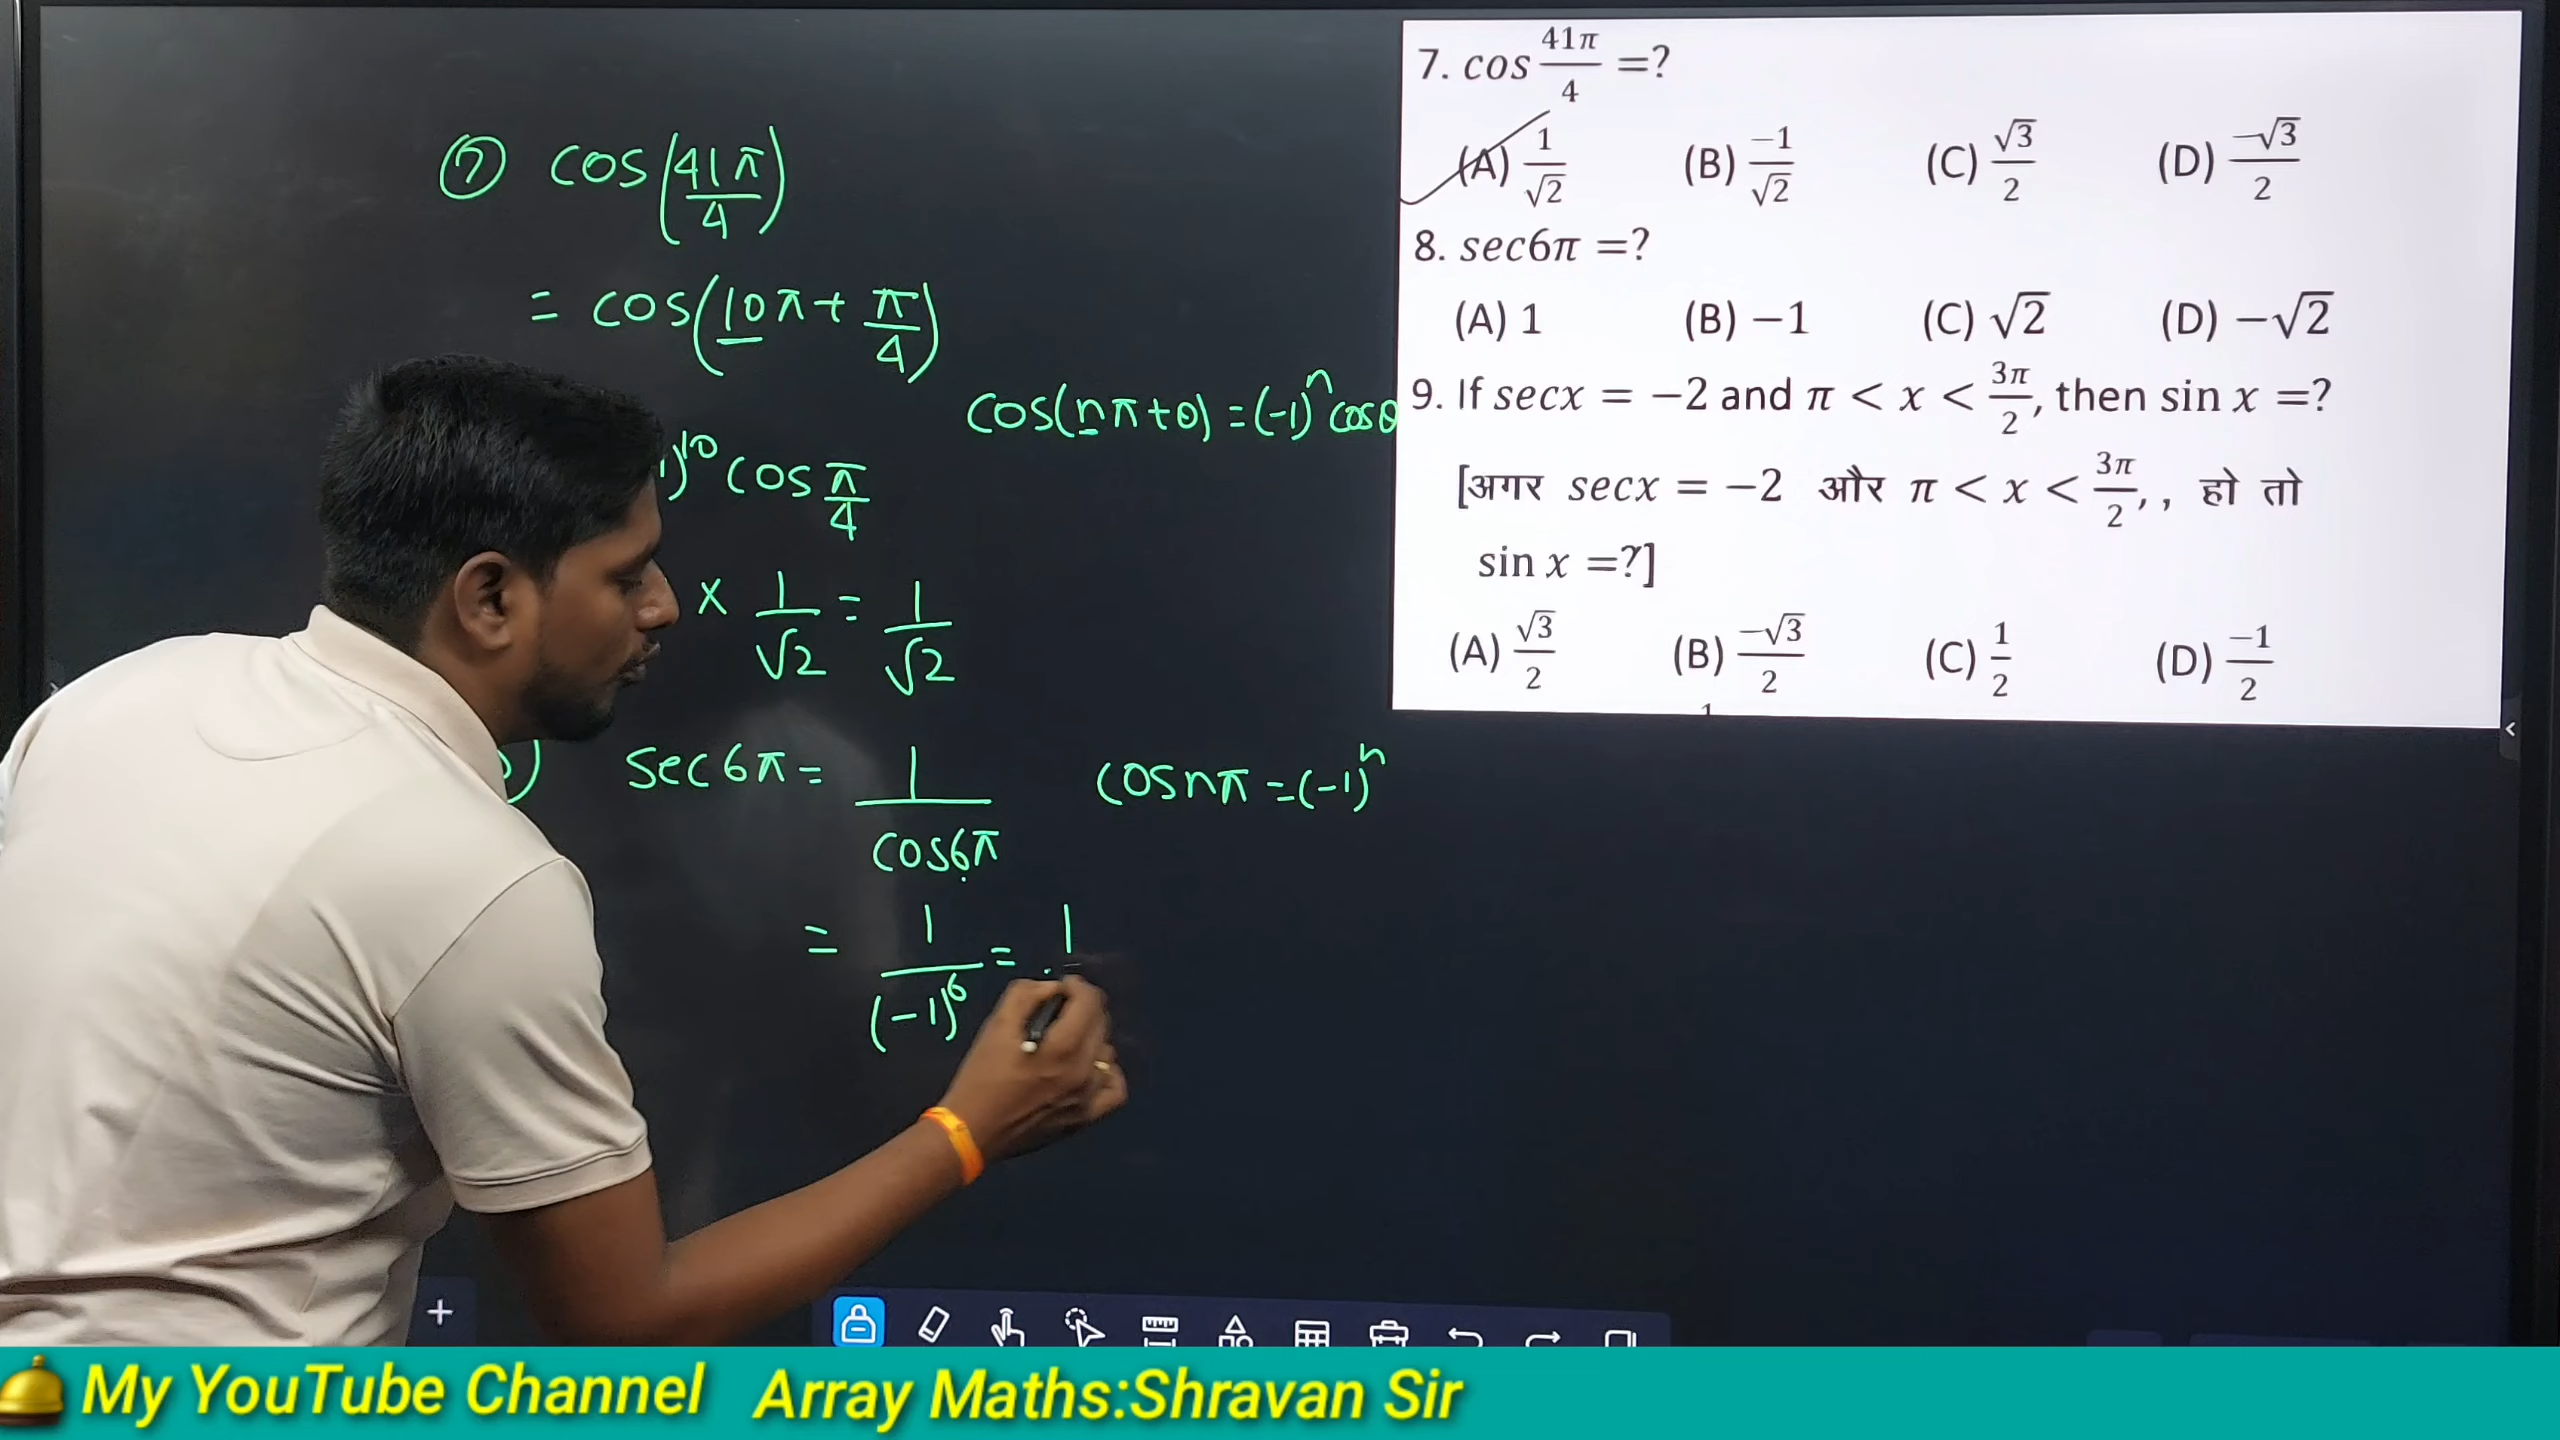 ⑦ cos(41π/4)
= cos(10π + π/4)
cos(nπ+θ) = (-1)ⁿ cosθ
1)¹⁰ cos π/4
× 1/√2 = 1/√2
sec6π = 1/cos6π
cosnπ = (-1)ⁿ
= 1/(-1)⁶ = 1
7. cos 41π/4 =?
(A) 1/√2 (B) −1/√2 (C) √3/2 (D) −√3/2
8. sec6π =?
(A) 1 (B) −1 (C) √2 (D) −√2
9. If secx = −2 and π < x < 3π/2, then sin x =?
[अगर secx = −2 और π < x < 3π/2, , हो तो
sin x =?]
(A) √3/2 (B) −√3/2 (C) 1/2 (D) −1/2
1
My YouTube Channel Array Maths:Shravan Sir